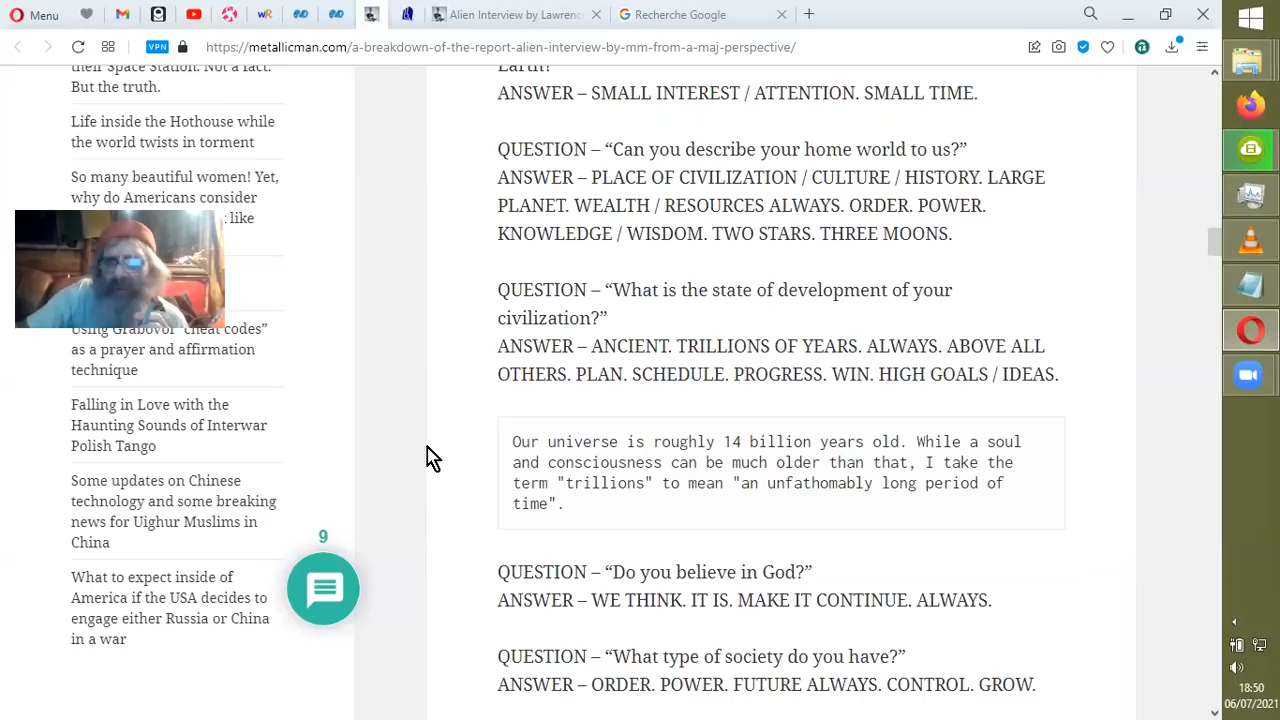 Menu
Alien Interview by Lawrenc
Recherche Google
VPN
https://metallicman.com/a-breakdown-of-the-report-alien-interview-by-mm-from-a-maj-perspective/
their Space Station. Not a fact.
But the truth.
Life inside the Hothouse while
the world twists in torment
So many beautiful women! Yet,
why do Americans consider
like
Using Grabovoi “cheat codes”
as a prayer and affirmation
technique
Falling in Love with the
Haunting Sounds of Interwar
Polish Tango
Some updates on Chinese
technology and some breaking
news for Uighur Muslims in
China
What to expect inside of
America if the USA decides to
engage either Russia or China
in a war
9
Earth?
ANSWER – SMALL INTEREST / ATTENTION. SMALL TIME.
QUESTION – “Can you describe your home world to us?”
ANSWER – PLACE OF CIVILIZATION / CULTURE / HISTORY. LARGE
PLANET. WEALTH / RESOURCES ALWAYS. ORDER. POWER.
KNOWLEDGE / WISDOM. TWO STARS. THREE MOONS.
QUESTION – “What is the state of development of your
civilization?”
ANSWER – ANCIENT. TRILLIONS OF YEARS. ALWAYS. ABOVE ALL
OTHERS. PLAN. SCHEDULE. PROGRESS. WIN. HIGH GOALS / IDEAS.
Our universe is roughly 14 billion years old. While a soul
and consciousness can be much older than that, I take the
term "trillions" to mean "an unfathomably long period of
time".
QUESTION – “Do you believe in God?”
ANSWER – WE THINK. IT IS. MAKE IT CONTINUE. ALWAYS.
QUESTION – “What type of society do you have?”
ANSWER – ORDER. POWER. FUTURE ALWAYS. CONTROL. GROW.
18:50
06/07/2021